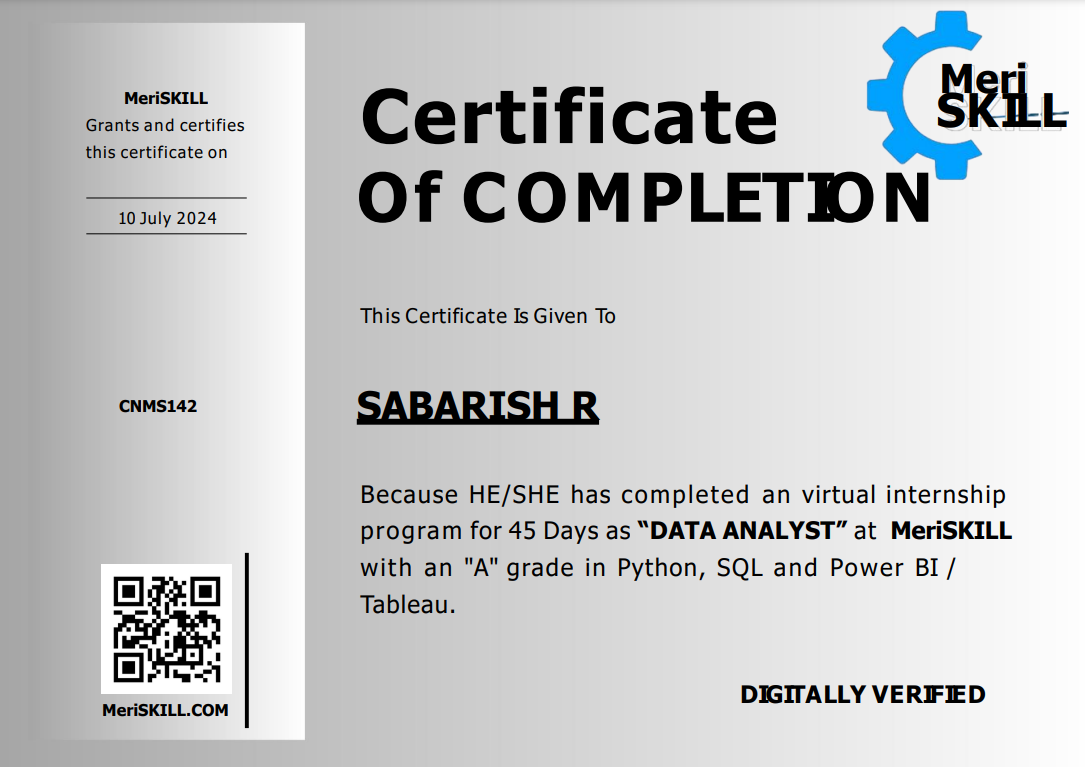 MeriSKILL
Grants and certifies
this certificate on
10 July 2024
CNMS142
MeriSKILL.COM
Meri
SKILL
Certificate
Of COMPLETION
This Certificate Is Given To
SABARISH R
Because HE/SHE has completed an virtual internship
program for 45 Days as “DATA ANALYST” at MeriSKILL
with an "A" grade in Python, SQL and Power BI /
Tableau.
DIGITALLY VERIFIED